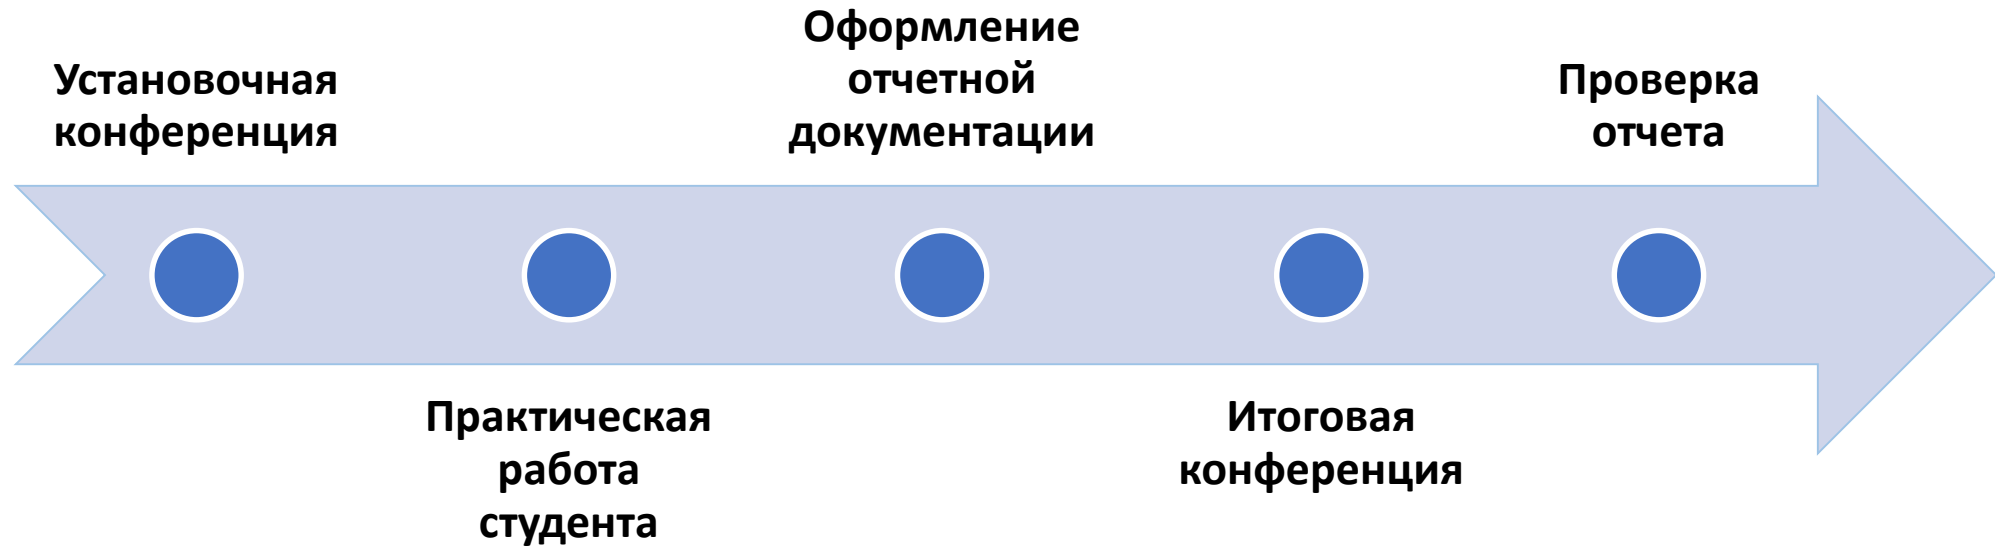 Установочная
конференция
Практическая
работа
студента
Оформление
отчетной
документации
Итоговая
конференция
Проверка
отчета